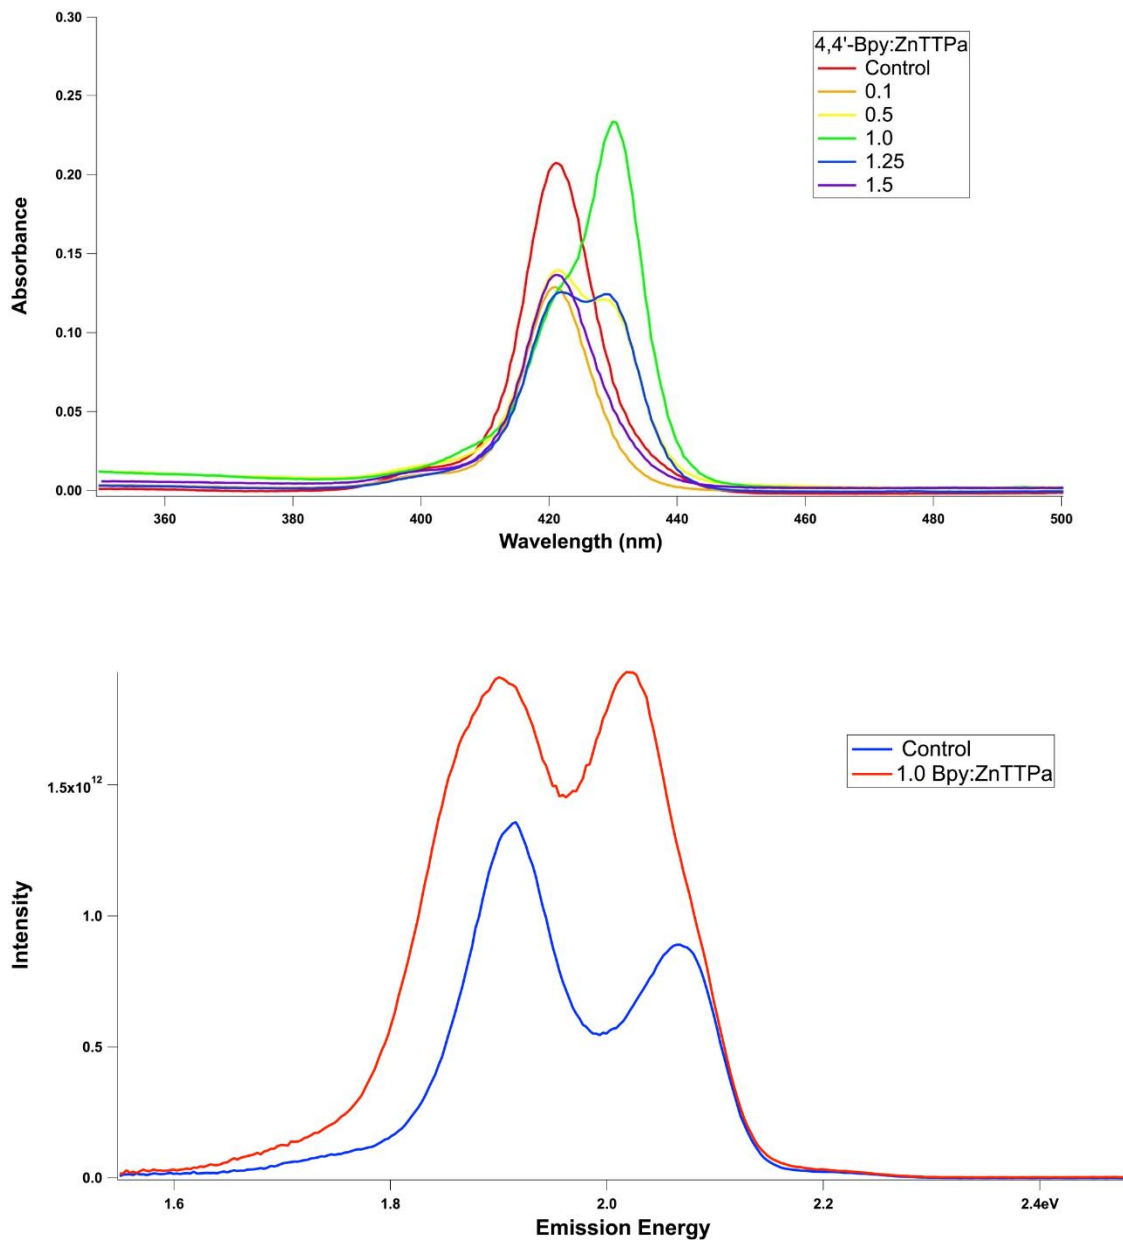 0.30
0.25
0.20
0.15
0.10
0.05
0.00
Absorbance
360 380 400 420 440 460 480 500
Wavelength (nm)
4,4'-Bpy:ZnTTPa
Control
0.1
0.5
1.0
1.25
1.5
1.5x10¹²
1.0
0.5
0.0
Intensity
1.6 1.8 2.0 2.2 2.4eV
Emission Energy
Control
1.0 Bpy:ZnTTPa